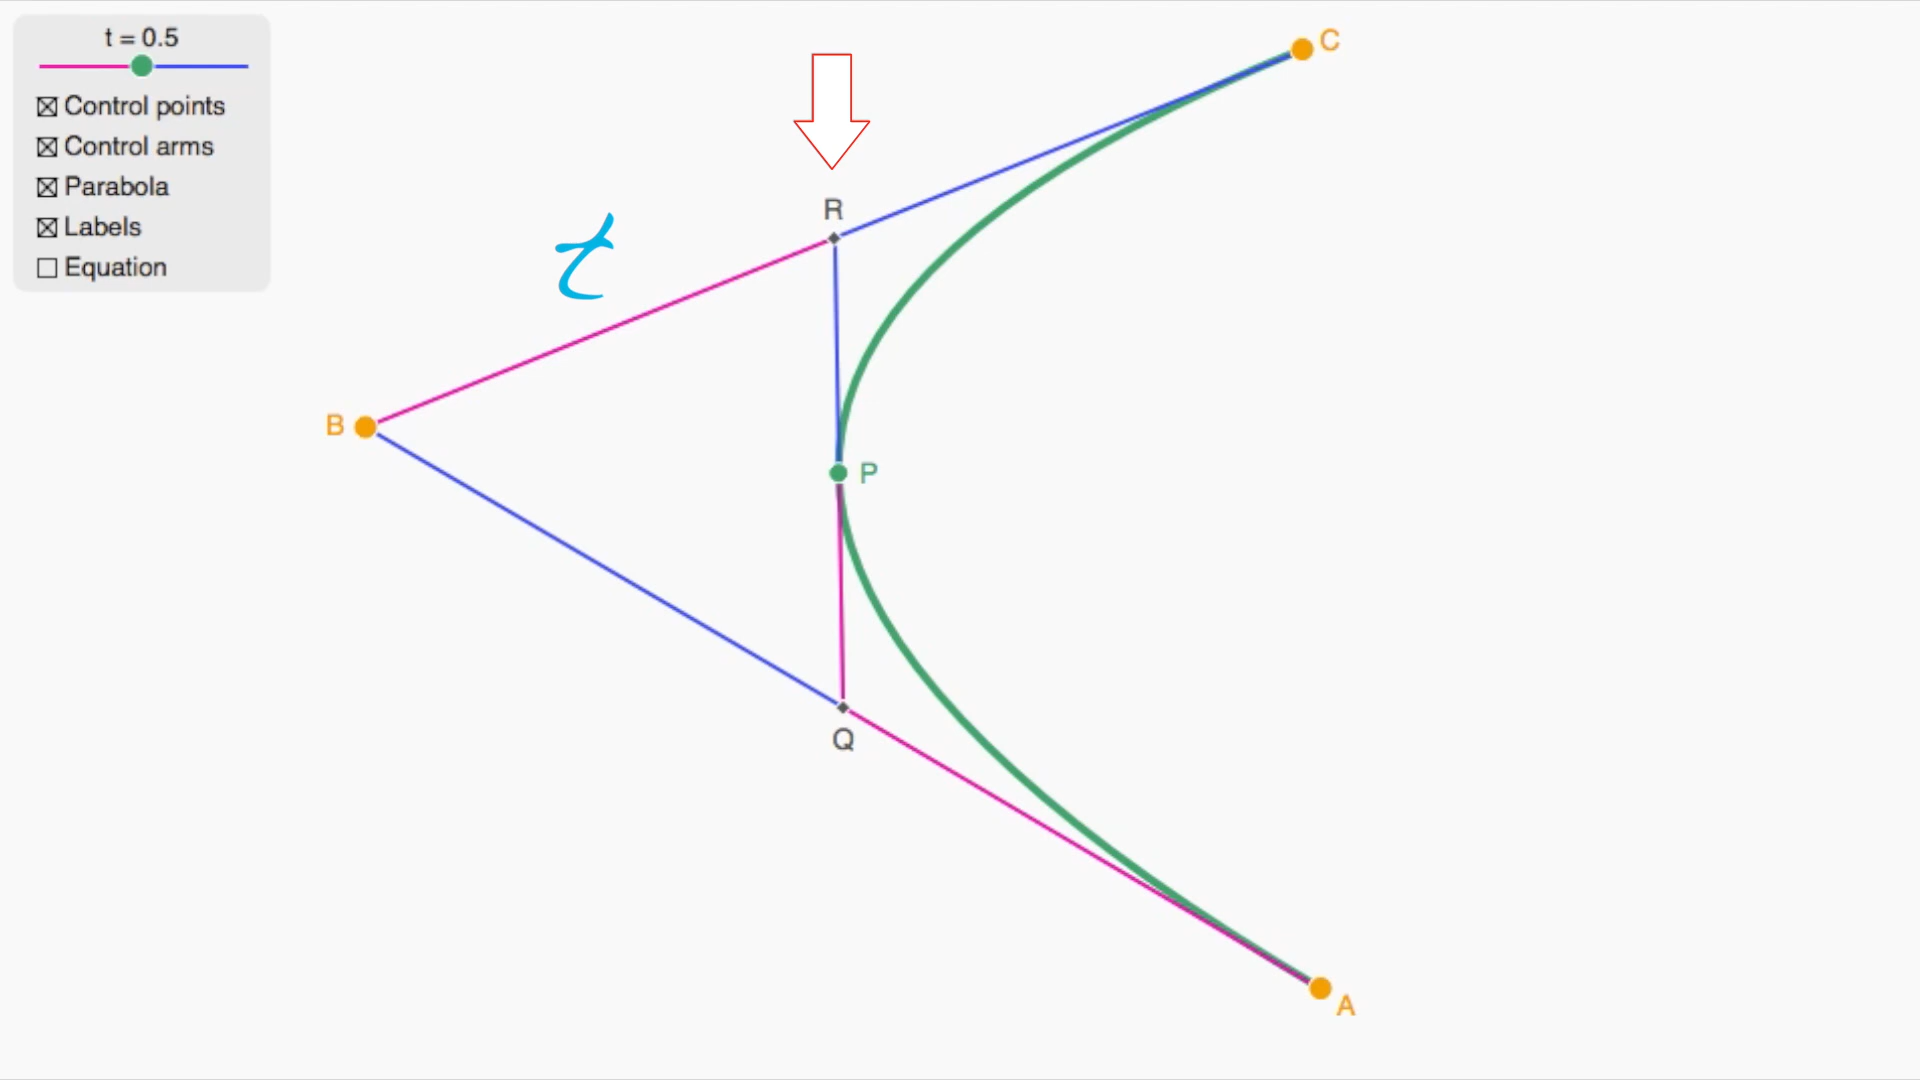 t = 0.5
Control points
Control arms
Parabola
Labels
Equation
C
R
t
B
P
Q
A